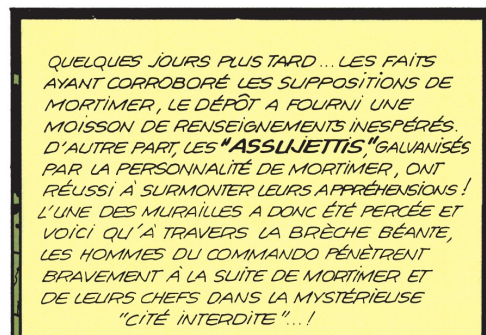 QUELQUES JOURS PLUS TARD... LES FAITS
AYANT CORROBORÉ LES SUPPOSITIONS DE
MORTIMER, LE DÉPÔT A FOURNI UNE
MOISSON DE RENSEIGNEMENTS INESPÉRÉS.
D'AUTRE PART, LES "ASSUJETTIS," GALVANISÉS
PAR LA PERSONNALITÉ DE MORTIMER, ONT
RÉUSSI À SURMONTER LEURS APPRÉHENSIONS !
L'UNE DES MURAILLES A DONC ÉTÉ PERCÉE ET
VOICI QU'À TRAVERS LA BRÈCHE BÉANTE,
LES HOMMES DU COMMANDO PÉNÈTRENT
BRAVEMENT À LA SUITE DE MORTIMER ET
DE LEURS CHEFS DANS LA MYSTÉRIEUSE
"CITÉ INTERDITE"...!